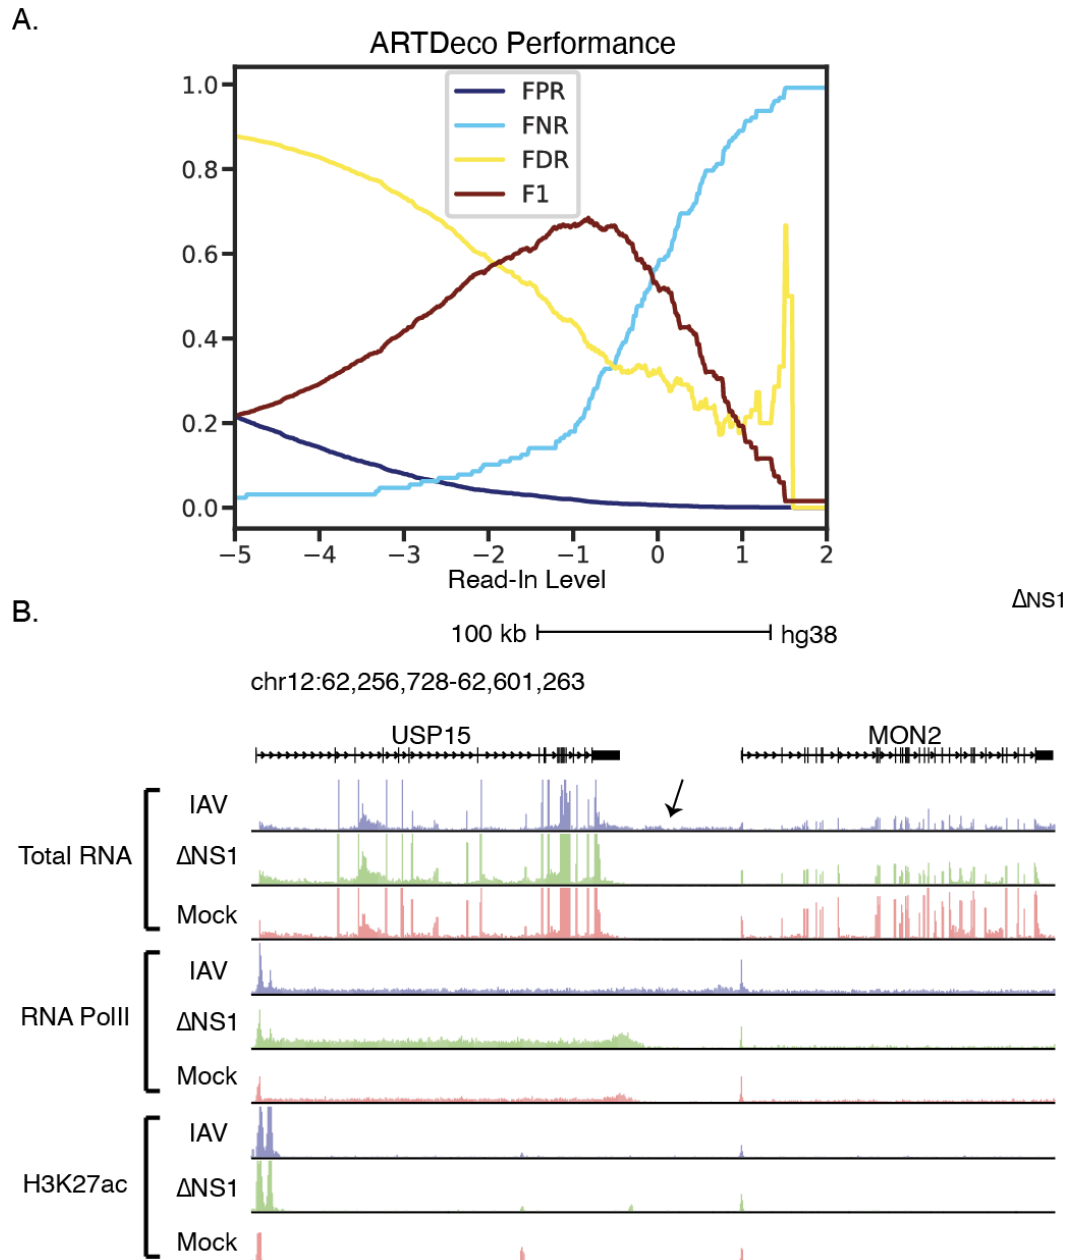 A.
ARTDeco Performance
1.0
0.8
0.6
0.4
0.2
0.0
FPR
FNR
FDR
F1
−5 −4 −3 −2 −1 0 1 2
Read-In Level
ΔNS1
B.
100 kb hg38
chr12:62,256,728-62,601,263
USP15 MON2
Total RNA
IAV
ΔNS1
Mock
RNA PolII
IAV
ΔNS1
Mock
H3K27ac
IAV
ΔNS1
Mock